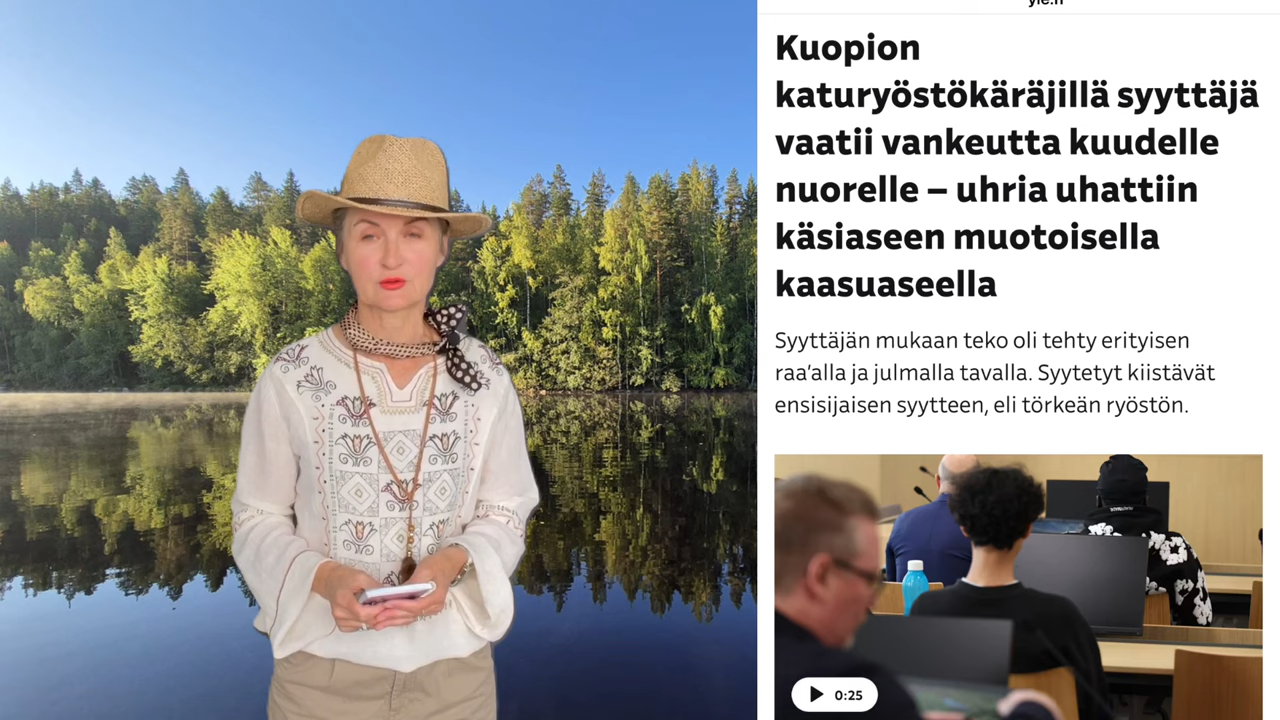 yle.fi
Kuopion
katuryöstökäräjillä syyttäjä
vaatii vankeutta kuudelle
nuorelle – uhria uhattiin
käsiaseen muotoisella
kaasuaseella
Syyttäjän mukaan teko oli tehty erityisen
raa’alla ja julmalla tavalla. Syytetyt kiistävät
ensisijaisen syytteen, eli törkeän ryöstön.
0:25